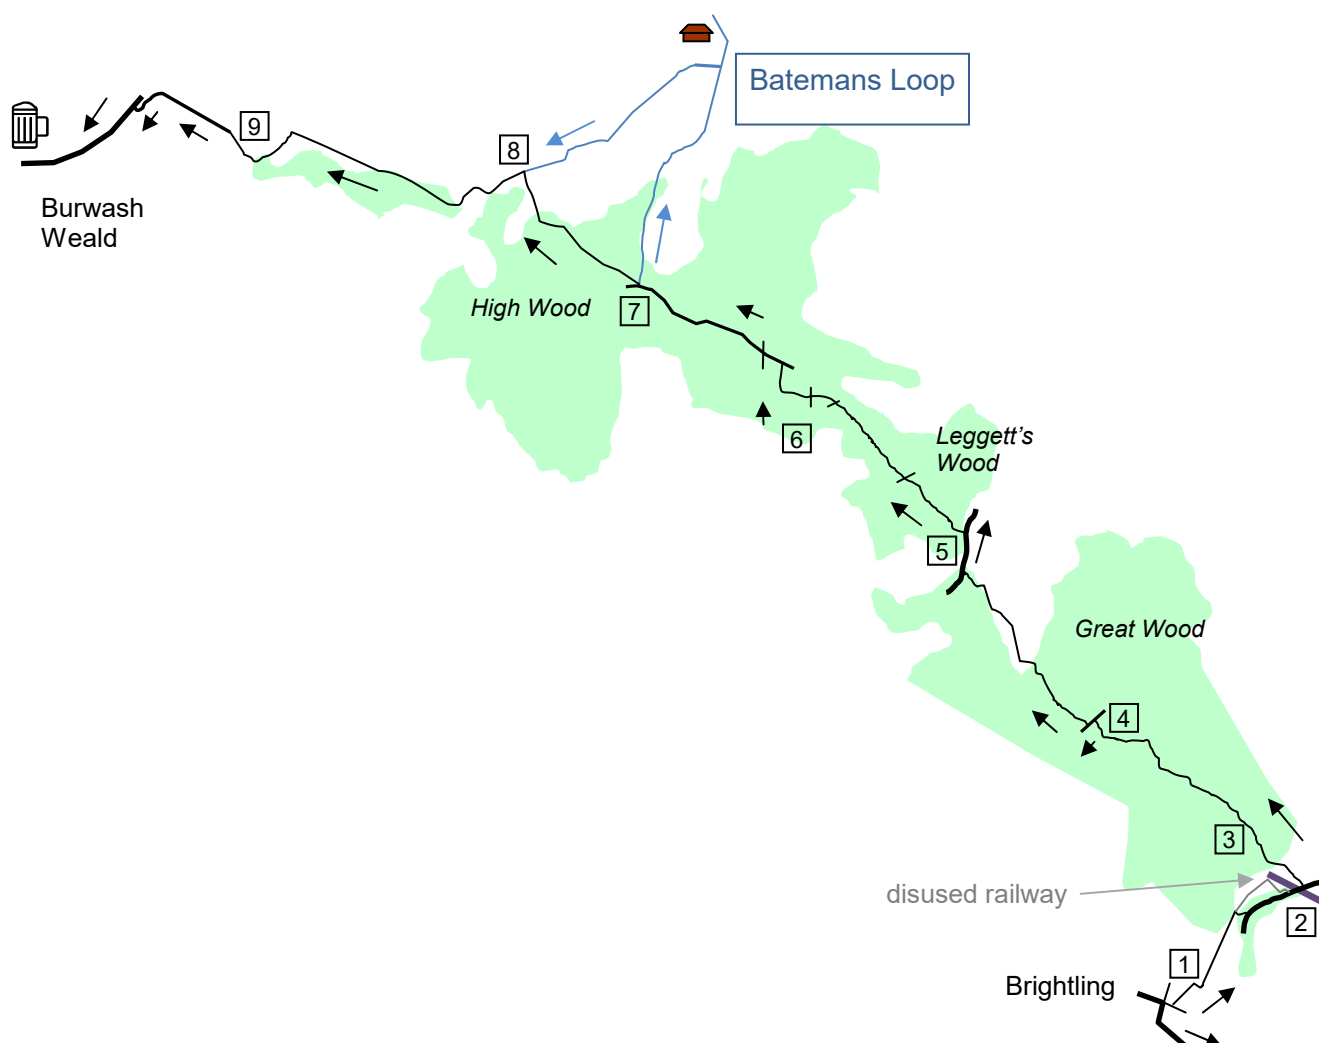 Batemans Loop
9
8
Burwash
Weald
High Wood
7
6
Leggett's
Wood
5
Great Wood
4
3
disused railway
2
1
Brightling